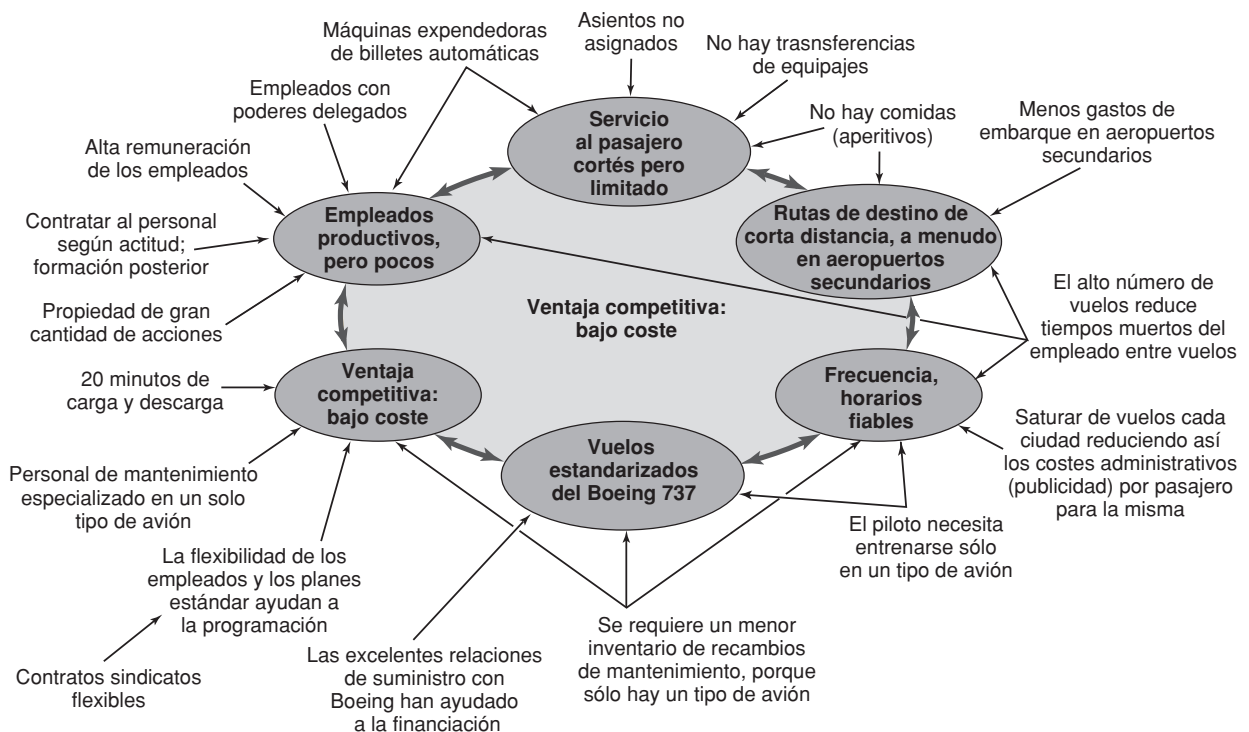 Máquinas expendedoras
de billetes automáticas
Asientos no
asignados
No hay trasnsferencias
de equipajes
No hay comidas
(aperitivos)
Menos gastos de
embarque en aeropuertos
secundarios
Empleados con
poderes delegados
Alta remuneración
de los empleados
Contratar al personal
según actitud;
formación posterior
Propiedad de gran
cantidad de acciones
Servicio
al pasajero
cortés pero
limitado
Empleados
productivos,
pero pocos
Rutas de destino de
corta distancia, a menudo
en aeropuertos
secundarios
Ventaja competitiva:
bajo coste
El alto número de
vuelos reduce
tiempos muertos del
empleado entre vuelos
20 minutos de
carga y descarga
Ventaja
competitiva:
bajo coste
Frecuencia,
horarios
fiables
Vuelos
estandarizados
del Boeing 737
Saturar de vuelos cada
ciudad reduciendo así
los costes administrativos
(publicidad) por pasajero
para la misma
Personal de mantenimiento
especializado en un solo
tipo de avión
El piloto necesita
entrenarse sólo
en un tipo de avión
La flexibilidad de los
empleados y los planes
estándar ayudan a
la programación
Contratos sindicatos
flexibles
Las excelentes relaciones
de suministro con
Boeing han ayudado
a la financiación
Se requiere un menor
inventario de recambios
de mantenimiento, porque
sólo hay un tipo de avión